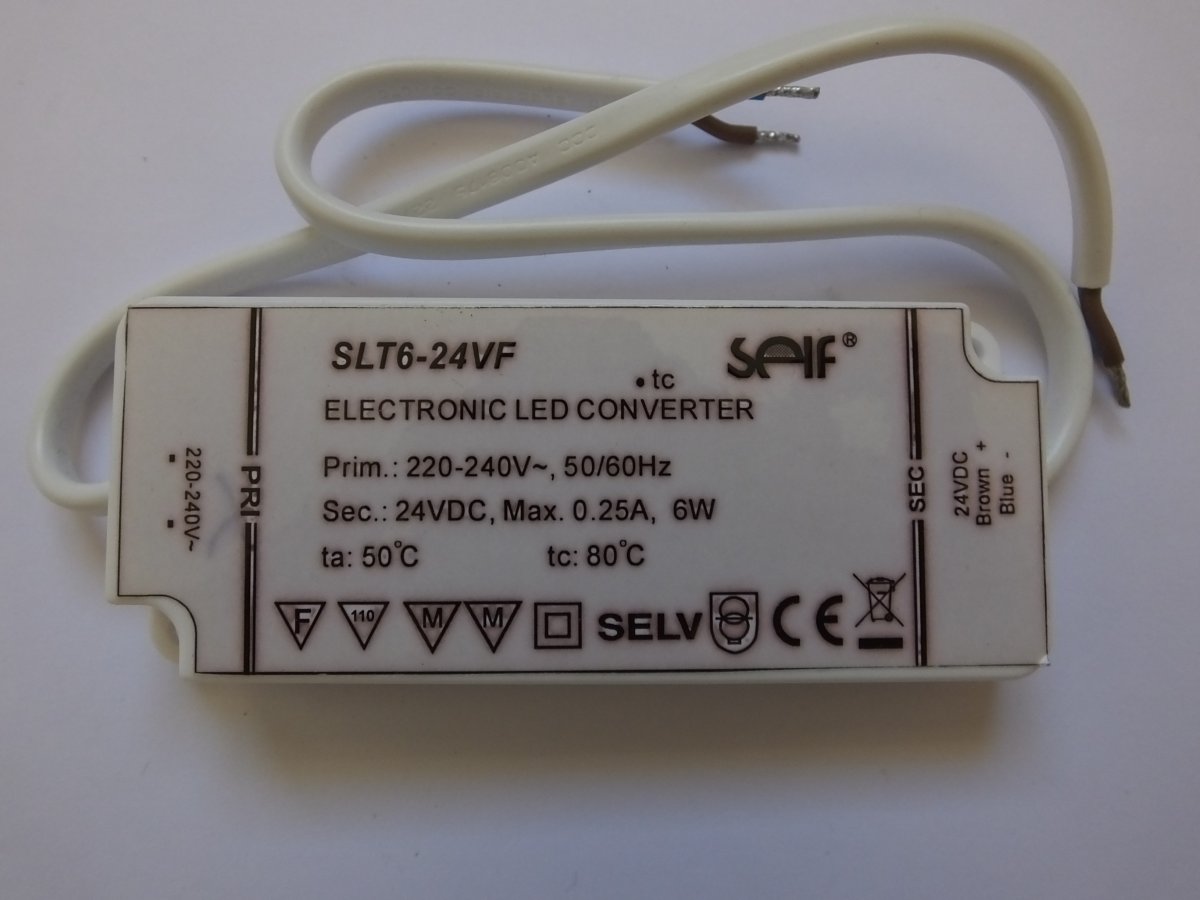 SLT6-24VF
self®
•tc
ELECTRONIC LED CONVERTER
Prim.: 220-240V~, 50/60Hz
Sec.: 24VDC, Max. 0.25A, 6W
ta: 50℃ tc: 80℃
F 110 M M SELV CE
220-240V~
PRI
SEC
24VDC
Brown +
Blue -